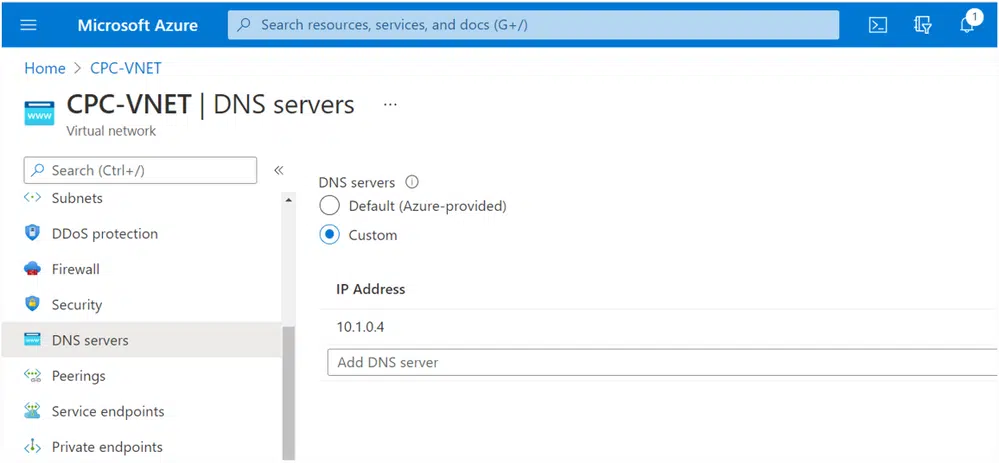 Microsoft Azure
Search resources, services, and docs (G+/)
1
Home > CPC-VNET
CPC-VNET | DNS servers ...
Virtual network
Search (Ctrl+/)
«
Subnets
DDoS protection
Firewall
Security
DNS servers
Peerings
Service endpoints
Private endpoints
DNS servers
Default (Azure-provided)
Custom
IP Address
10.1.0.4
Add DNS server